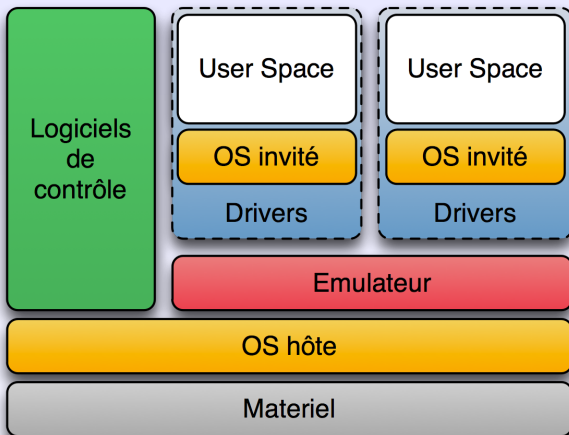 Logiciels
de
contrôle
User Space
OS invité
Drivers
User Space
OS invité
Drivers
Emulateur
OS hôte
Materiel